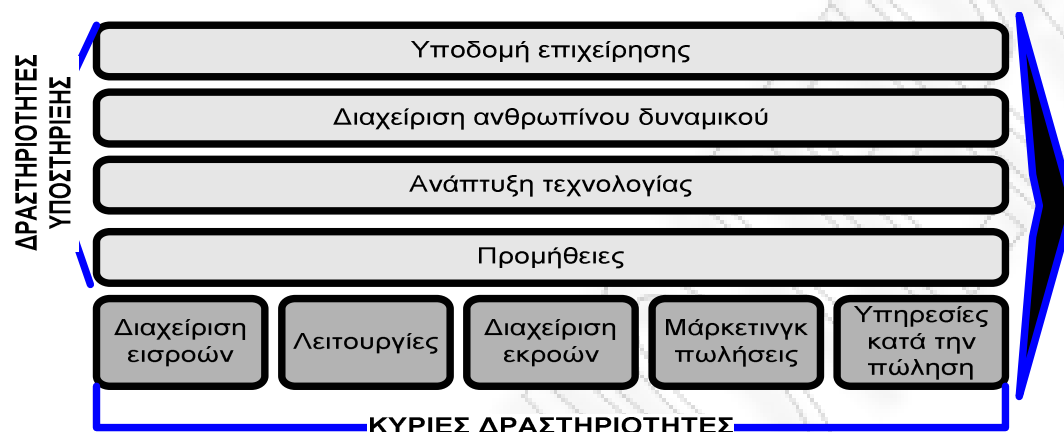 ΔΡΑΣΤΗΡΙΟΤΗΤΕΣ
ΥΠΟΣΤΗΡΙΞΗΣ
Υποδομή επιχείρησης
Διαχείριση ανθρωπίνου δυναμικού
Ανάπτυξη τεχνολογίας
Προμήθειες
Διαχείριση
εισροών
Λειτουργίες
Διαχείριση
εκροών
Μάρκετινγκ
πωλήσεις
Υπηρεσίες
κατά την
πώληση
ΚΥΡΙΕΣ ΔΡΑΣΤΗΡΙΟΤΗΤΕΣ